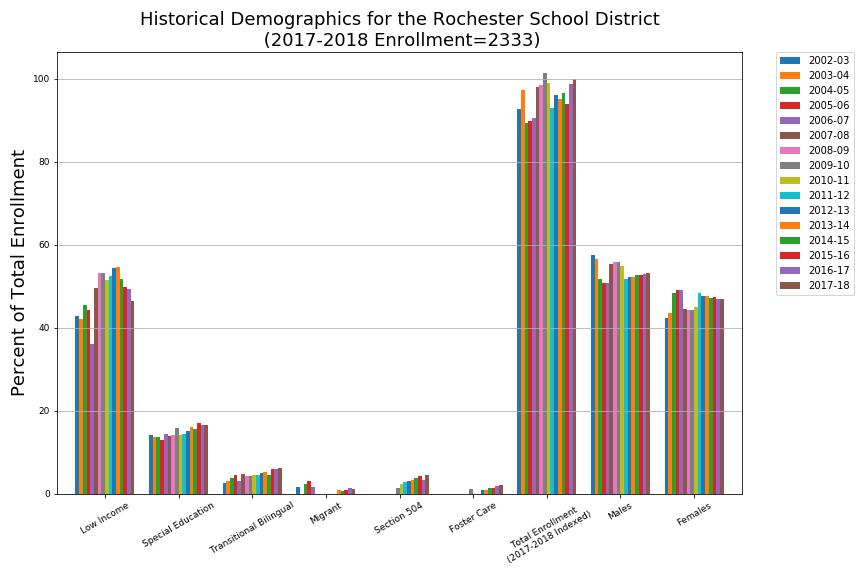 Historical Demographics for the Rochester School District
(2017-2018 Enrollment=2333)
Percent of Total Enrollment
100
80
60
40
20
0
Low Income
Special Education
Transitional Bilingual
Migrant
Section 504
Foster Care
Total Enrollment
(2017-2018 Indexed)
Males
Females
2002-03
2003-04
2004-05
2005-06
2006-07
2007-08
2008-09
2009-10
2010-11
2011-12
2012-13
2013-14
2014-15
2015-16
2016-17
2017-18